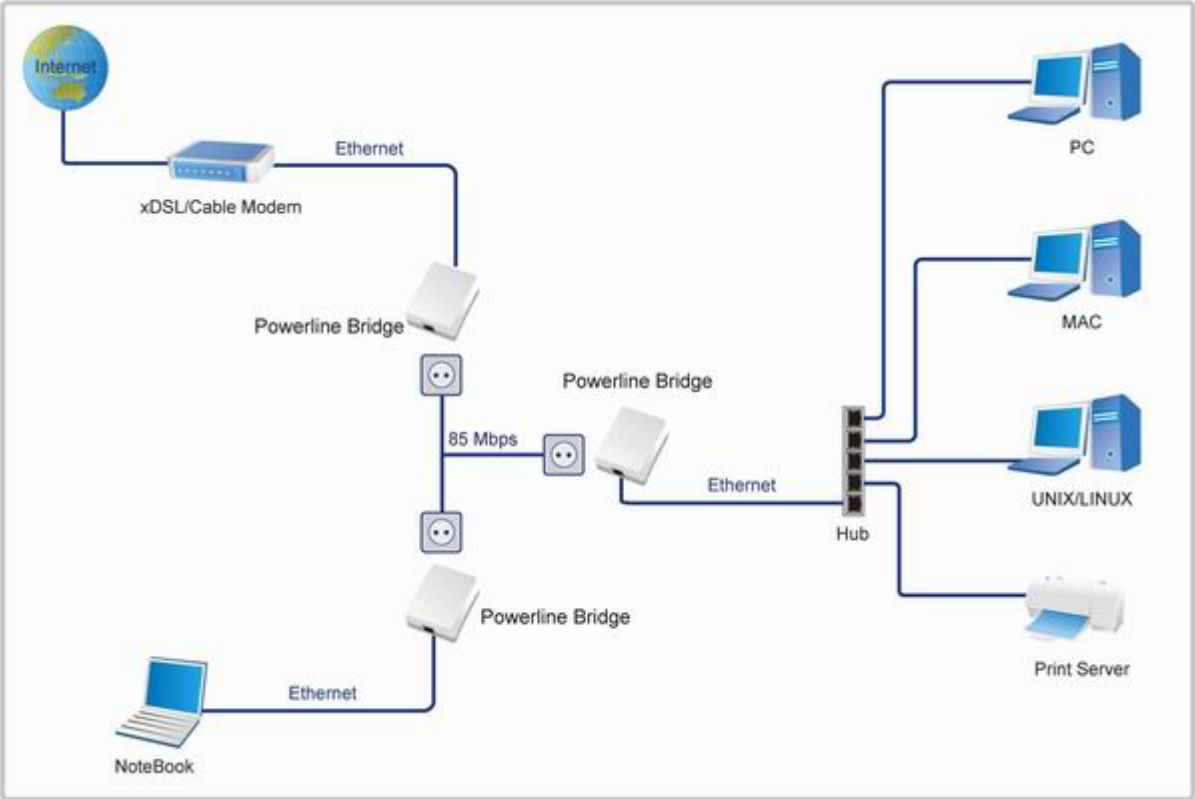 Internet
Ethernet
xDSL/Cable Modem
Powerline Bridge
85 Mbps
Powerline Bridge
Ethernet
Hub
PC
MAC
UNIX/LINUX
Print Server
Powerline Bridge
Ethernet
NoteBook